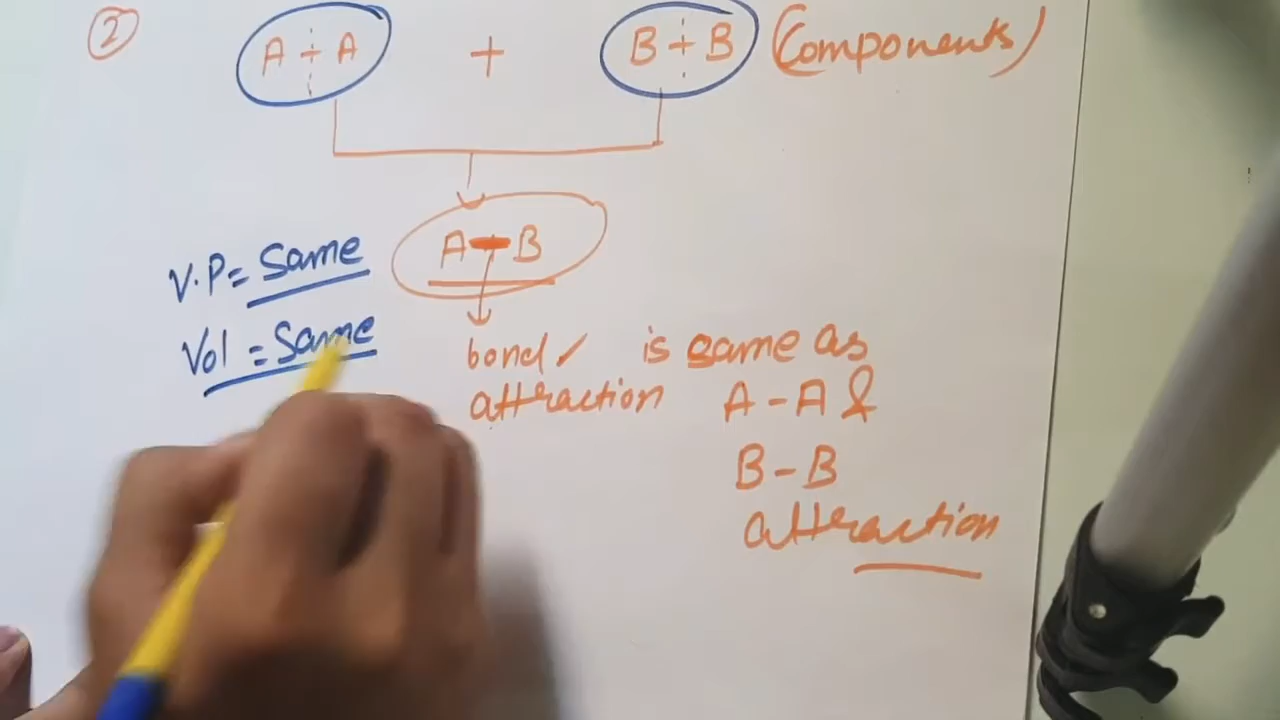 ② A + A + B + B (Components)
A - B
V.P = Same
Vol = Same
bond / is same as
attraction A - A &
B - B
attraction